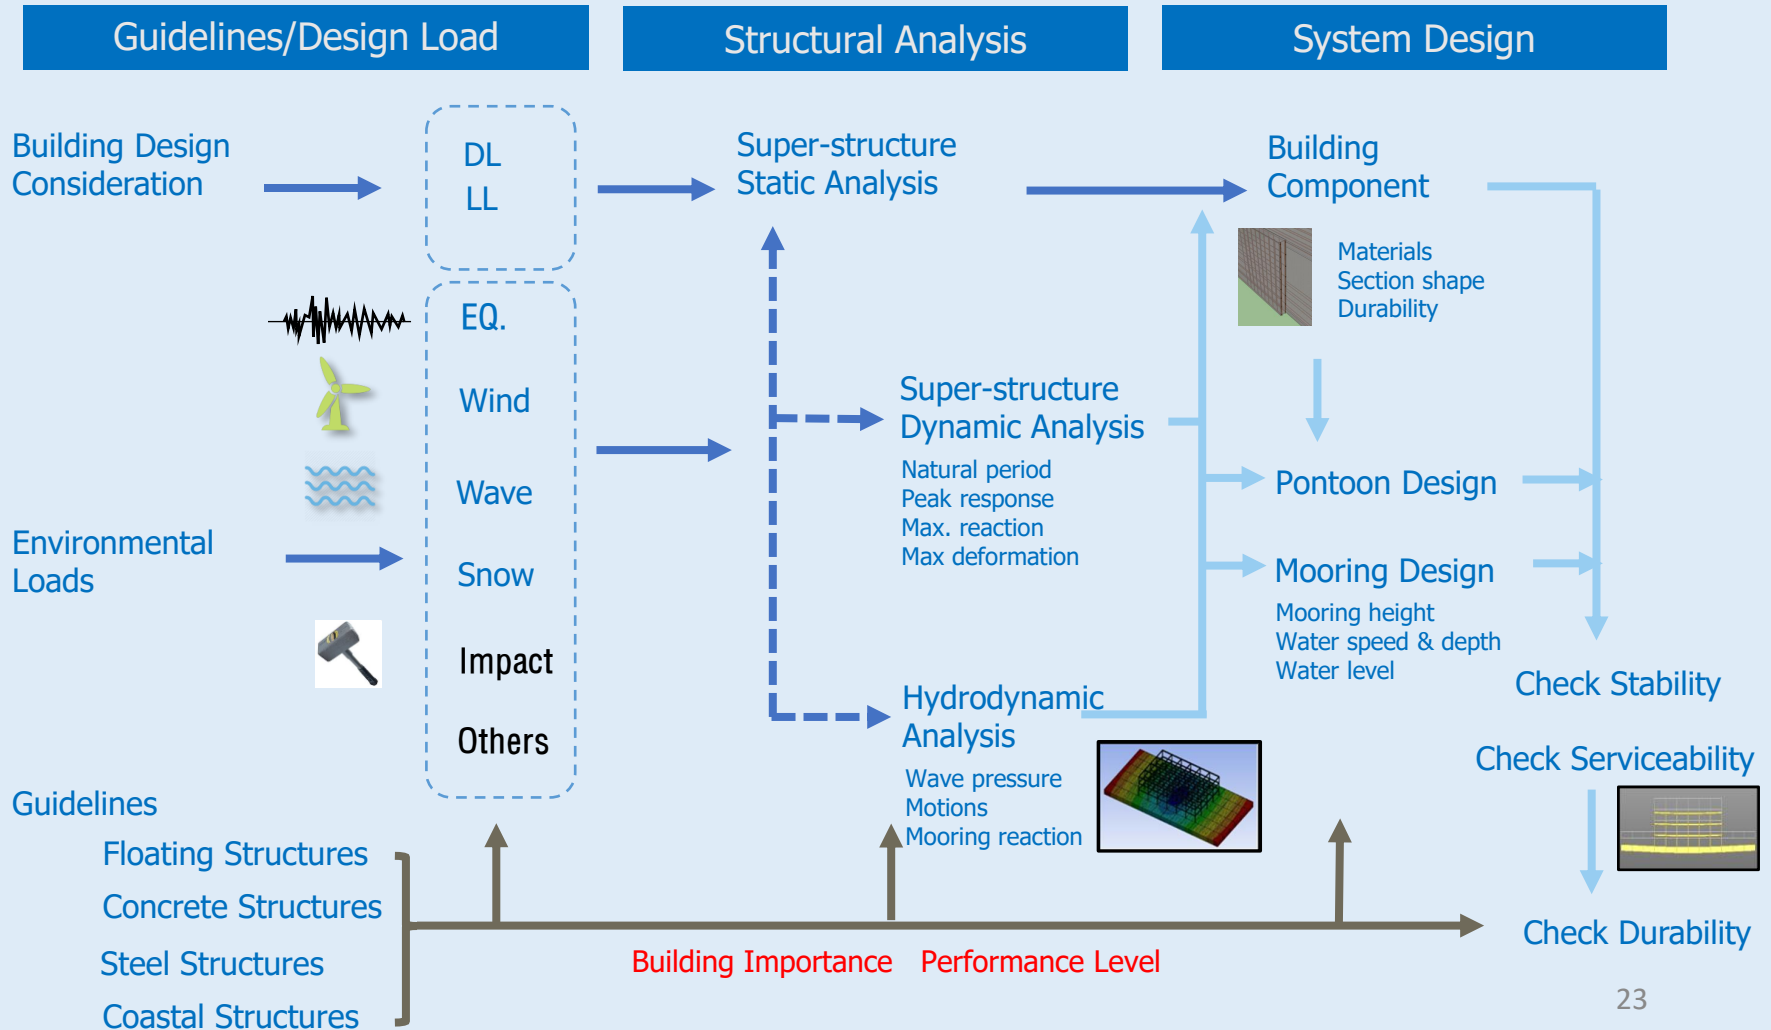 Guidelines/Design Load
Structural Analysis
System Design
Building Design
Consideration
DL
LL
Super-structure
Static Analysis
Building
Component
Materials
Section shape
Durability
EQ.
Wind
Wave
Snow
Impact
Others
Environmental
Loads
Super-structure
Dynamic Analysis
Natural period
Peak response
Max. reaction
Max deformation
Pontoon Design
Mooring Design
Mooring height
Water speed & depth
Water level
Hydrodynamic
Analysis
Wave pressure
Motions
Mooring reaction
Check Stability
Check Serviceability
Check Durability
Guidelines
Floating Structures
Concrete Structures
Steel Structures
Coastal Structures
Building Importance   Performance Level
23